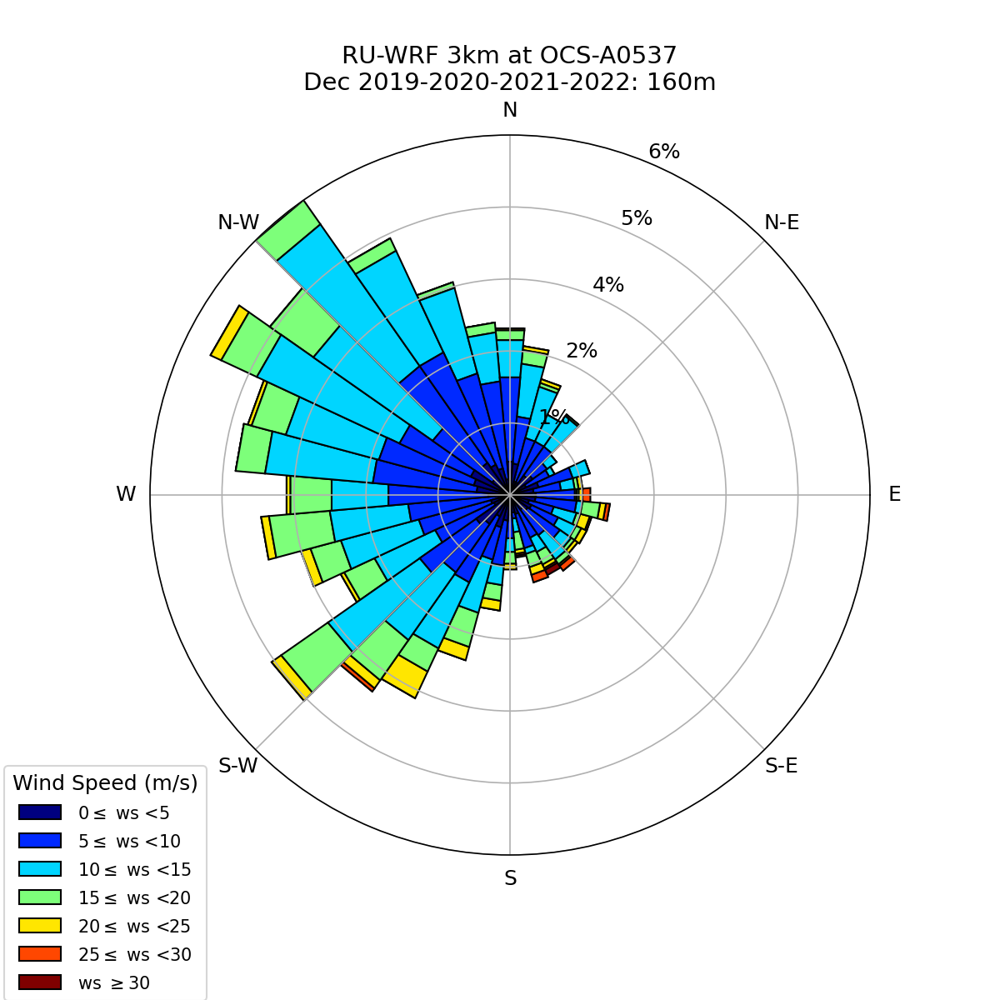 RU-WRF 3km at OCS-A0537
Dec 2019-2020-2021-2022: 160m
N
6%
N-W
5%
N-E
4%
2%
1%
W
E
S-W
S-E
S
Wind Speed (m/s)
0≤ ws <5
5≤ ws <10
10≤ ws <15
15≤ ws <20
20≤ ws <25
25≤ ws <30
ws ≥30